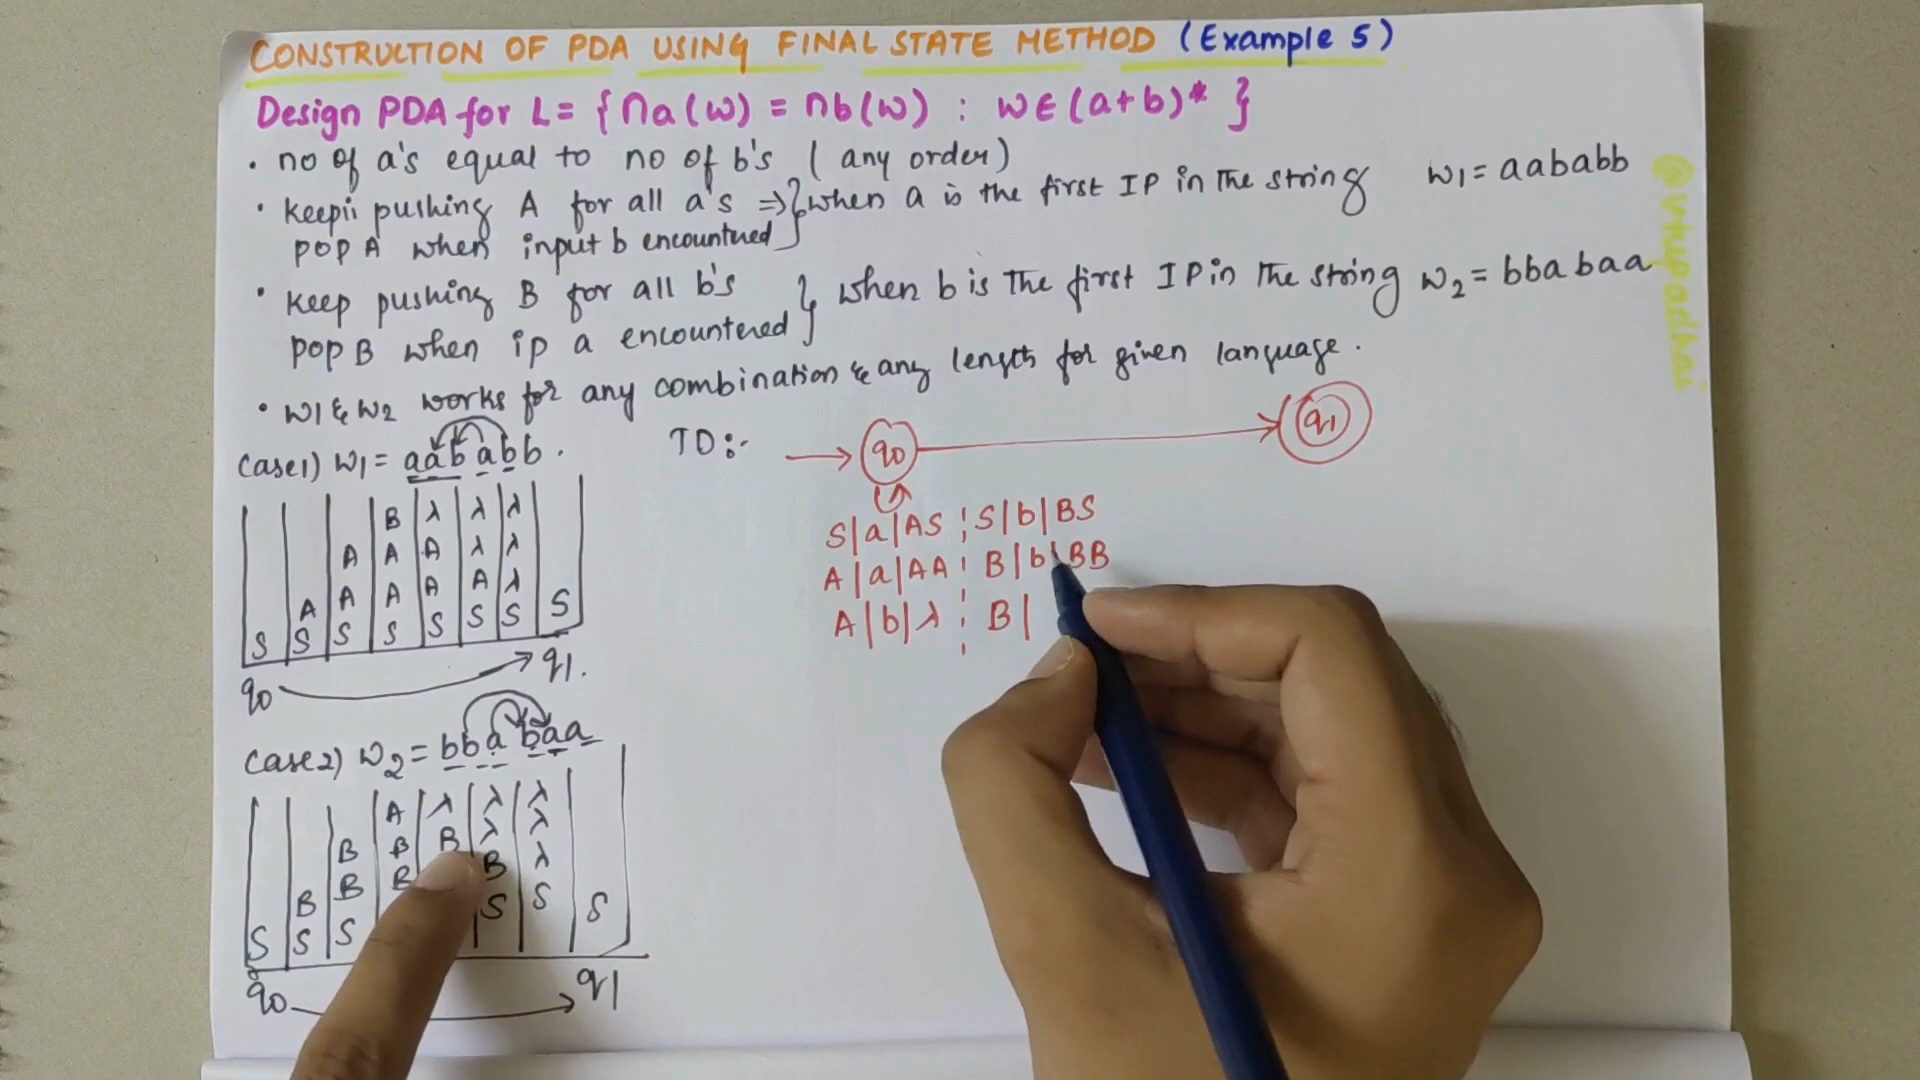 CONSTRUCTION OF PDA USING FINAL STATE METHOD (Example 5)
Design PDA for L = { na(w) = nb(w) : w∈(a+b)* }
• no of a's equal to no of b's (any order)
• Keepii pushing A for all a's => } when a is the first IP in the string w1 = aababb
pop A when input b encountued
• Keep pushing B for all b's } when b is the first IP in the string w2 = bbabaa
pop B when ip a encountered
• w1 & w2 works for any combination & any length for given language.
Case1) w1 = aababb.
TD:-
q0
q1
S|a|AS ¦ S|b|BS
A|a|AA ¦ B|b|BB
A|b|λ ¦ B|
B λ λ λ
A A A λ λ
A A A A A λ
S S S S S S S S
q0 q1.
Case2) w2 = bbabaa
A λ λ λ
B B B λ λ
B B B B λ
S S S S S S
q0 q1
@vtupadhai